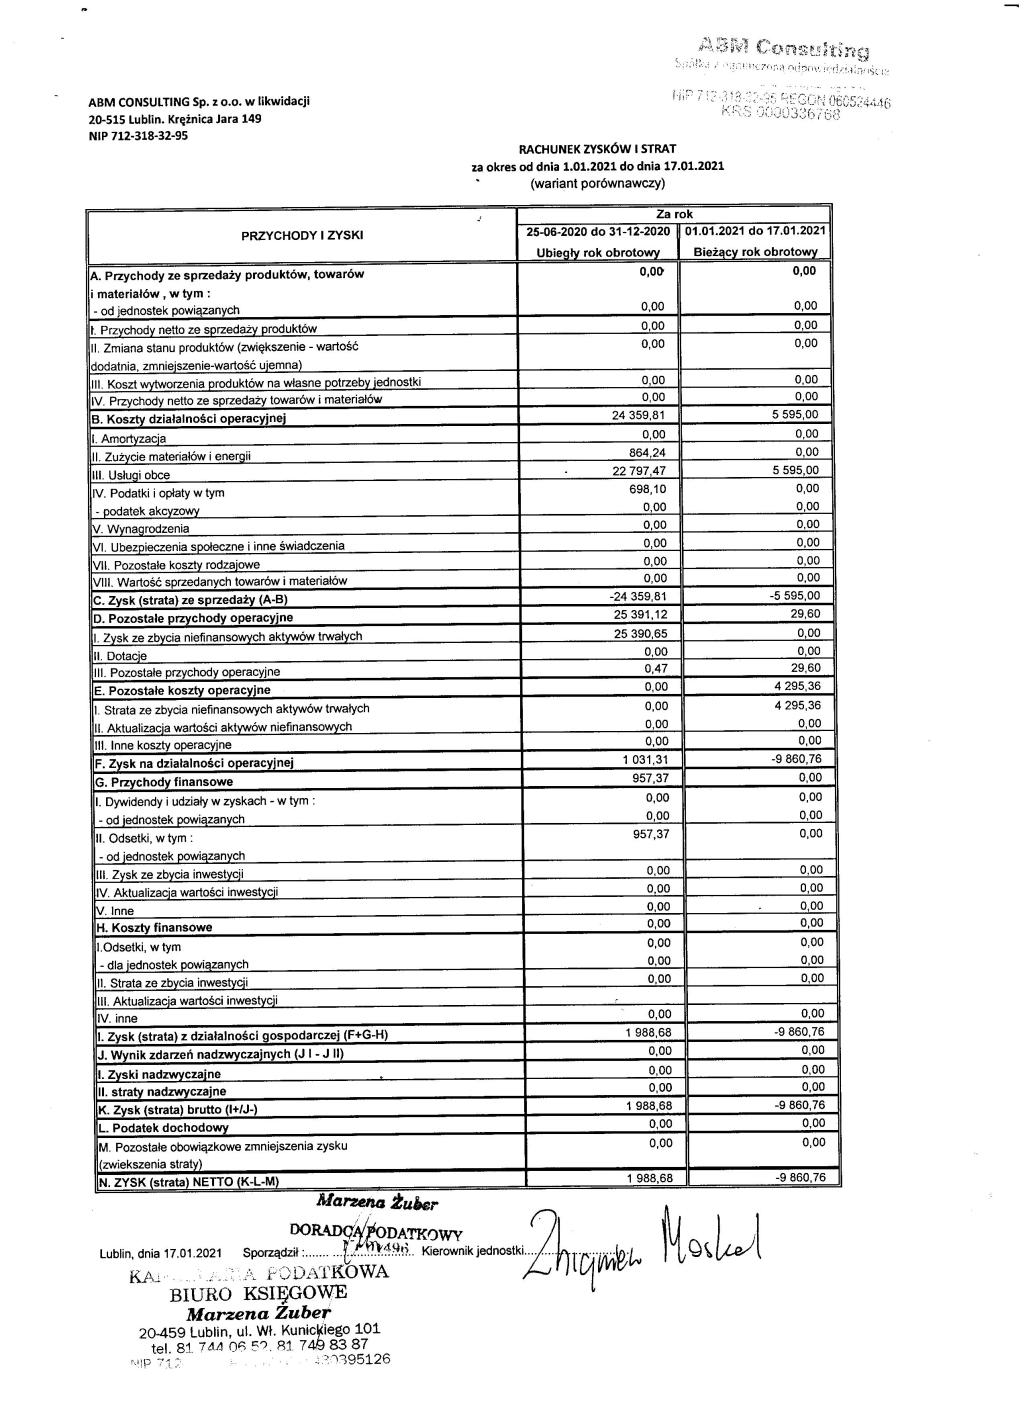 ABM Consulting
Spółka z ograniczoną odpowiedzialnością
NIP 712-318-32-95 REGON 060524446
KRS 0000336768
ABM CONSULTING Sp. z o.o. w likwidacji
20-515 Lublin. Krężnica Jara 149
NIP 712-318-32-95
RACHUNEK ZYSKÓW I STRAT
za okres od dnia 1.01.2021 do dnia 17.01.2021
(wariant porównawczy)
PRZYCHODY I ZYSKI Za rok
25-06-2020 do 31-12-2020 01.01.2021 do 17.01.2021
Ubiegły rok obrotowy Bieżący rok obrotowy
A. Przychody ze sprzedaży produktów, towarów 0,00 0,00
i materiałów , w tym :
- od jednostek powiązanych 0,00 0,00
I. Przychody netto ze sprzedaży produktów 0,00 0,00
II. Zmiana stanu produktów (zwiększenie - wartość 0,00 0,00
dodatnia, zmniejszenie-wartość ujemna)
III. Koszt wytworzenia produktów na własne potrzeby jednostki 0,00 0,00
IV. Przychody netto ze sprzedaży towarów i materiałów 0,00 0,00
B. Koszty działalności operacyjnej 24 359,81 5 595,00
I. Amortyzacja 0,00 0,00
II. Zużycie materiałów i energii 864,24 0,00
III. Usługi obce 22 797,47 5 595,00
IV. Podatki i opłaty w tym 698,10 0,00
- podatek akcyzowy 0,00 0,00
V. Wynagrodzenia 0,00 0,00
VI. Ubezpieczenia społeczne i inne świadczenia 0,00 0,00
VII. Pozostałe koszty rodzajowe 0,00 0,00
VIII. Wartość sprzedanych towarów i materiałów 0,00 0,00
C. Zysk (strata) ze sprzedaży (A-B) -24 359,81 -5 595,00
D. Pozostałe przychody operacyjne 25 391,12 29,60
I. Zysk ze zbycia niefinansowych aktywów trwałych 25 390,65 0,00
II. Dotacje 0,00 0,00
III. Pozostałe przychody operacyjne 0,47 29,60
E. Pozostałe koszty operacyjne 0,00 4 295,36
I. Strata ze zbycia niefinansowych aktywów trwałych 0,00 4 295,36
II. Aktualizacja wartości aktywów niefinansowych 0,00 0,00
III. Inne koszty operacyjne 0,00 0,00
F. Zysk na działalności operacyjnej 1 031,31 -9 860,76
G. Przychody finansowe 957,37 0,00
I. Dywidendy i udziały w zyskach - w tym : 0,00 0,00
- od jednostek powiązanych 0,00 0,00
II. Odsetki, w tym : 957,37 0,00
- od jednostek powiązanych
III. Zysk ze zbycia inwestycji 0,00 0,00
IV. Aktualizacja wartości inwestycji 0,00 0,00
V. Inne 0,00 0,00
H. Koszty finansowe 0,00 0,00
I.Odsetki, w tym 0,00 0,00
- dla jednostek powiązanych 0,00 0,00
II. Strata ze zbycia inwestycji 0,00 0,00
III. Aktualizacja wartości inwestycji
IV. inne 0,00 0,00
I. Zysk (strata) z działalności gospodarczej (F+G-H) 1 988,68 -9 860,76
J. Wynik zdarzeń nadzwyczajnych (J I - J II) 0,00 0,00
I. Zyski nadzwyczajne 0,00 0,00
II. straty nadzwyczajne 0,00 0,00
K. Zysk (strata) brutto (I+/J-) 1 988,68 -9 860,76
L. Podatek dochodowy 0,00 0,00
M. Pozostałe obowiązkowe zmniejszenia zysku 0,00 0,00
(zwiekszenia straty)
N. ZYSK (strata) NETTO (K-L-M) 1 988,68 -9 860,76
Marzena Żuber
DORADCA PODATKOWY
Lublin, dnia 17.01.2021 Sporządził :....... Kierownik jednostki.... Zbigniew Moskal
PODATKOWA
BIURO KSIĘGOWE
Marzena Żuber
20-459 Lublin, ul. Wł. Kunickiego 101
tel. 81 744 06 52, 81 749 83 87
NIP 712